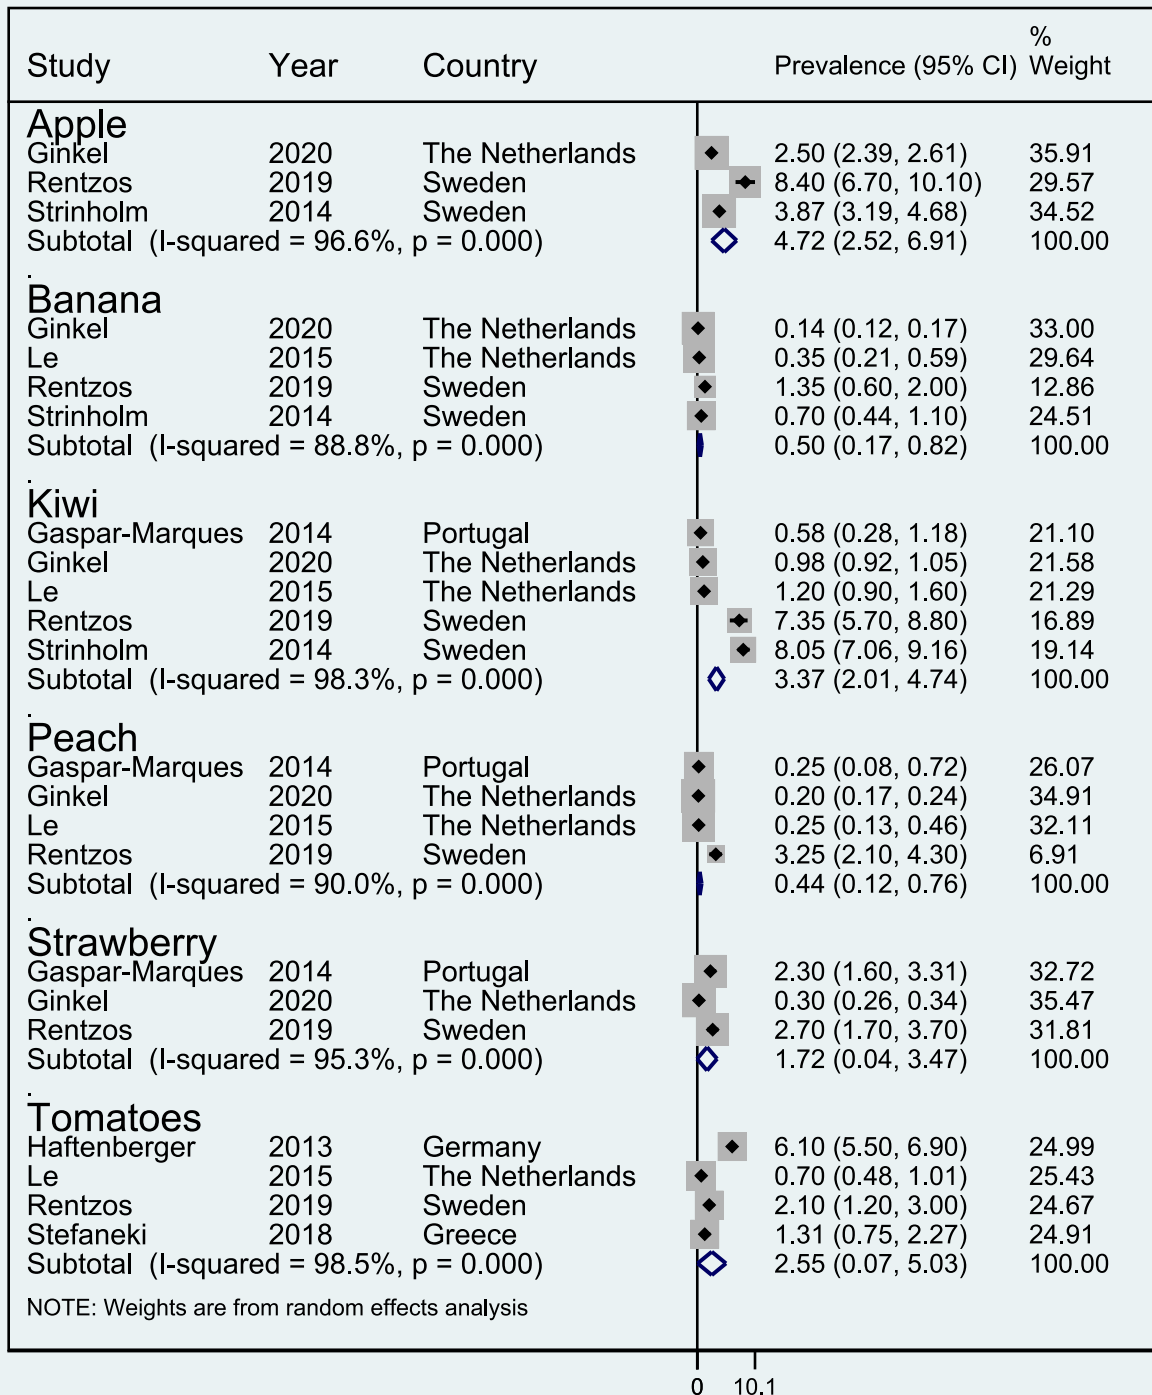 Study Year Country Prevalence (95% CI) % Weight
Apple
Ginkel 2020 The Netherlands 2.50 (2.39, 2.61) 35.91
Rentzos 2019 Sweden 8.40 (6.70, 10.10) 29.57
Strinholm 2014 Sweden 3.87 (3.19, 4.68) 34.52
Subtotal (I-squared = 96.6%, p = 0.000) 4.72 (2.52, 6.91) 100.00
.
Banana
Ginkel 2020 The Netherlands 0.14 (0.12, 0.17) 33.00
Le 2015 The Netherlands 0.35 (0.21, 0.59) 29.64
Rentzos 2019 Sweden 1.35 (0.60, 2.00) 12.86
Strinholm 2014 Sweden 0.70 (0.44, 1.10) 24.51
Subtotal (I-squared = 88.8%, p = 0.000) 0.50 (0.17, 0.82) 100.00
.
Kiwi
Gaspar-Marques 2014 Portugal 0.58 (0.28, 1.18) 21.10
Ginkel 2020 The Netherlands 0.98 (0.92, 1.05) 21.58
Le 2015 The Netherlands 1.20 (0.90, 1.60) 21.29
Rentzos 2019 Sweden 7.35 (5.70, 8.80) 16.89
Strinholm 2014 Sweden 8.05 (7.06, 9.16) 19.14
Subtotal (I-squared = 98.3%, p = 0.000) 3.37 (2.01, 4.74) 100.00
.
Peach
Gaspar-Marques 2014 Portugal 0.25 (0.08, 0.72) 26.07
Ginkel 2020 The Netherlands 0.20 (0.17, 0.24) 34.91
Le 2015 The Netherlands 0.25 (0.13, 0.46) 32.11
Rentzos 2019 Sweden 3.25 (2.10, 4.30) 6.91
Subtotal (I-squared = 90.0%, p = 0.000) 0.44 (0.12, 0.76) 100.00
.
Strawberry
Gaspar-Marques 2014 Portugal 2.30 (1.60, 3.31) 32.72
Ginkel 2020 The Netherlands 0.30 (0.26, 0.34) 35.47
Rentzos 2019 Sweden 2.70 (1.70, 3.70) 31.81
Subtotal (I-squared = 95.3%, p = 0.000) 1.72 (0.04, 3.47) 100.00
.
Tomatoes
Haftenberger 2013 Germany 6.10 (5.50, 6.90) 24.99
Le 2015 The Netherlands 0.70 (0.48, 1.01) 25.43
Rentzos 2019 Sweden 2.10 (1.20, 3.00) 24.67
Stefaneki 2018 Greece 1.31 (0.75, 2.27) 24.91
Subtotal (I-squared = 98.5%, p = 0.000) 2.55 (0.07, 5.03) 100.00
NOTE: Weights are from random effects analysis
0 10.1